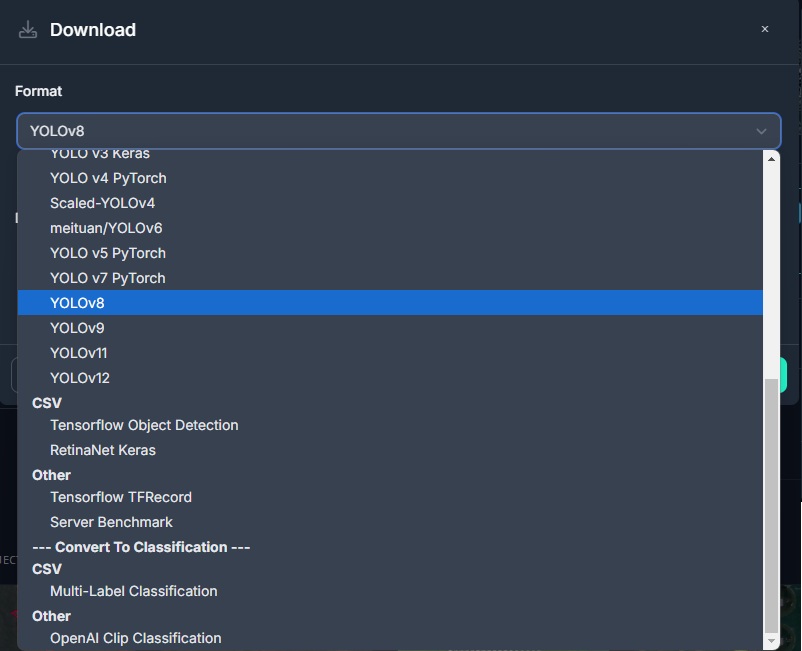 Download
×
Format
YOLOv8
YOLO v3 Keras
YOLO v4 PyTorch
Scaled-YOLOv4
meituan/YOLOv6
YOLO v5 PyTorch
YOLO v7 PyTorch
YOLOv8
YOLOv9
YOLOv11
YOLOv12
CSV
Tensorflow Object Detection
RetinaNet Keras
Other
Tensorflow TFRecord
Server Benchmark
--- Convert To Classification ---
CSV
Multi-Label Classification
Other
OpenAI Clip Classification